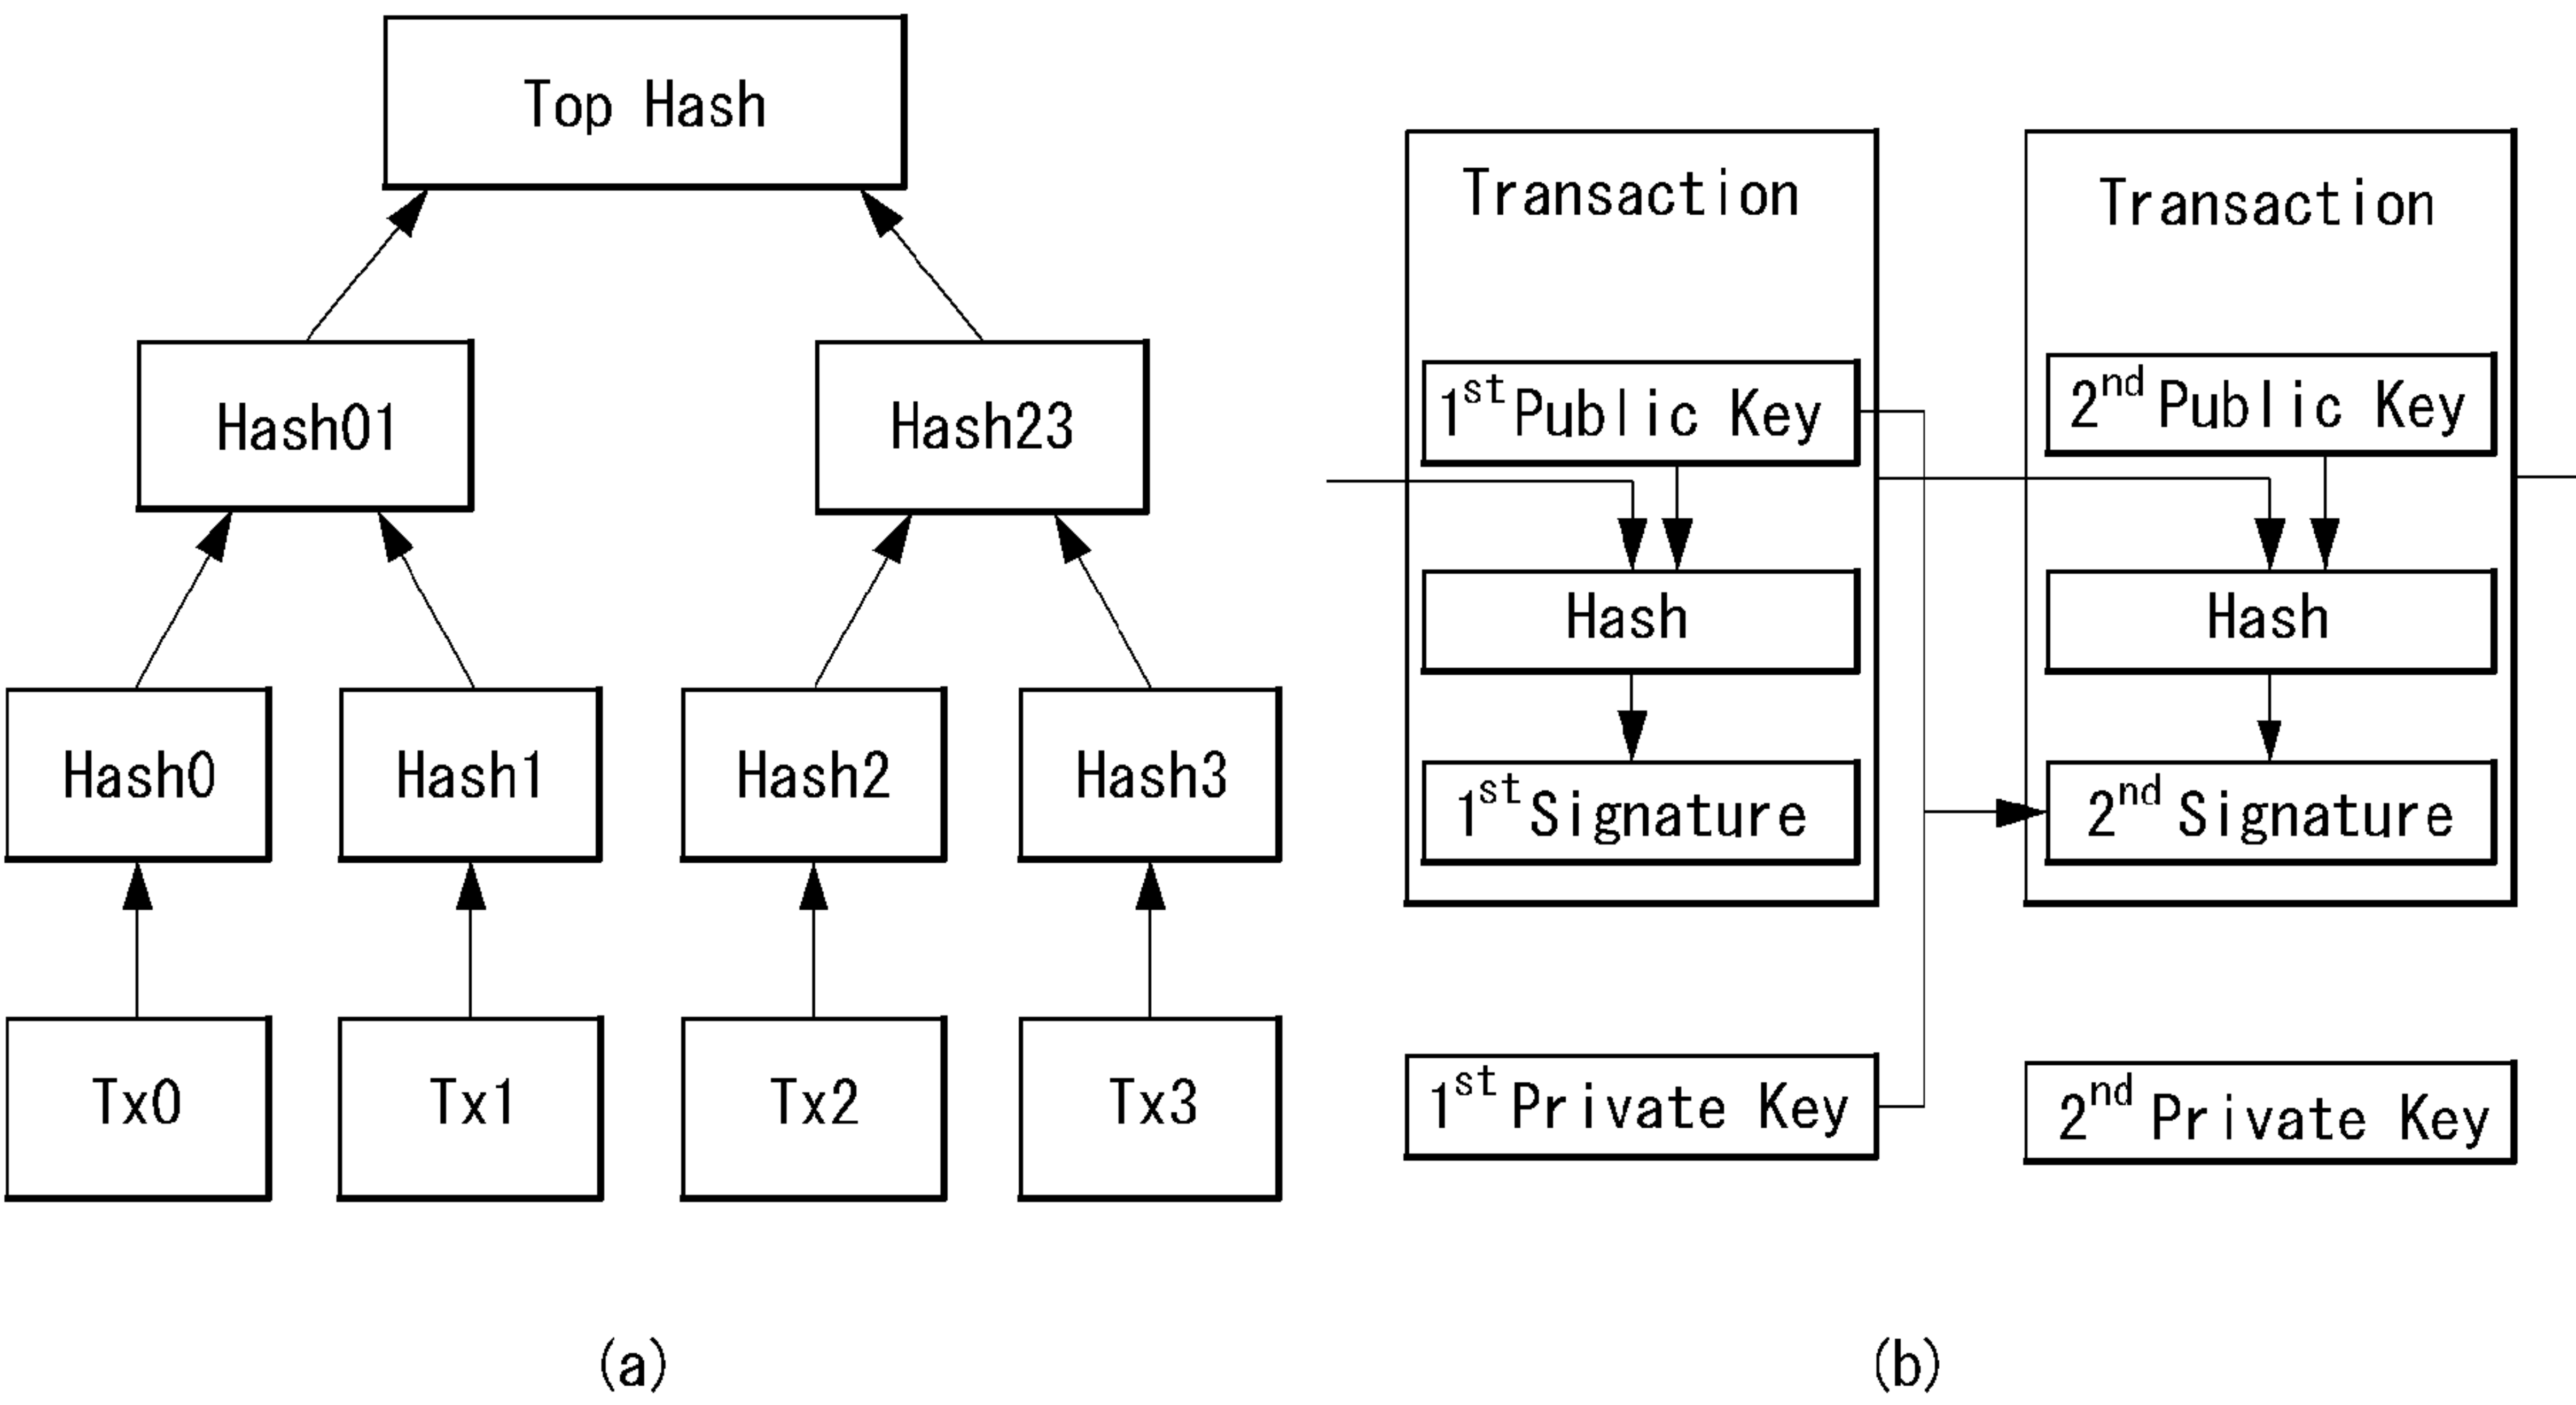 Top Hash
Hash01
Hash23
Hash0
Hash1
Hash2
Hash3
Tx0
Tx1
Tx2
Tx3
(a)
Transaction
1st Public Key
Hash
1st Signature
1st Private Key
Transaction
2nd Public Key
Hash
2nd Signature
2nd Private Key
(b)